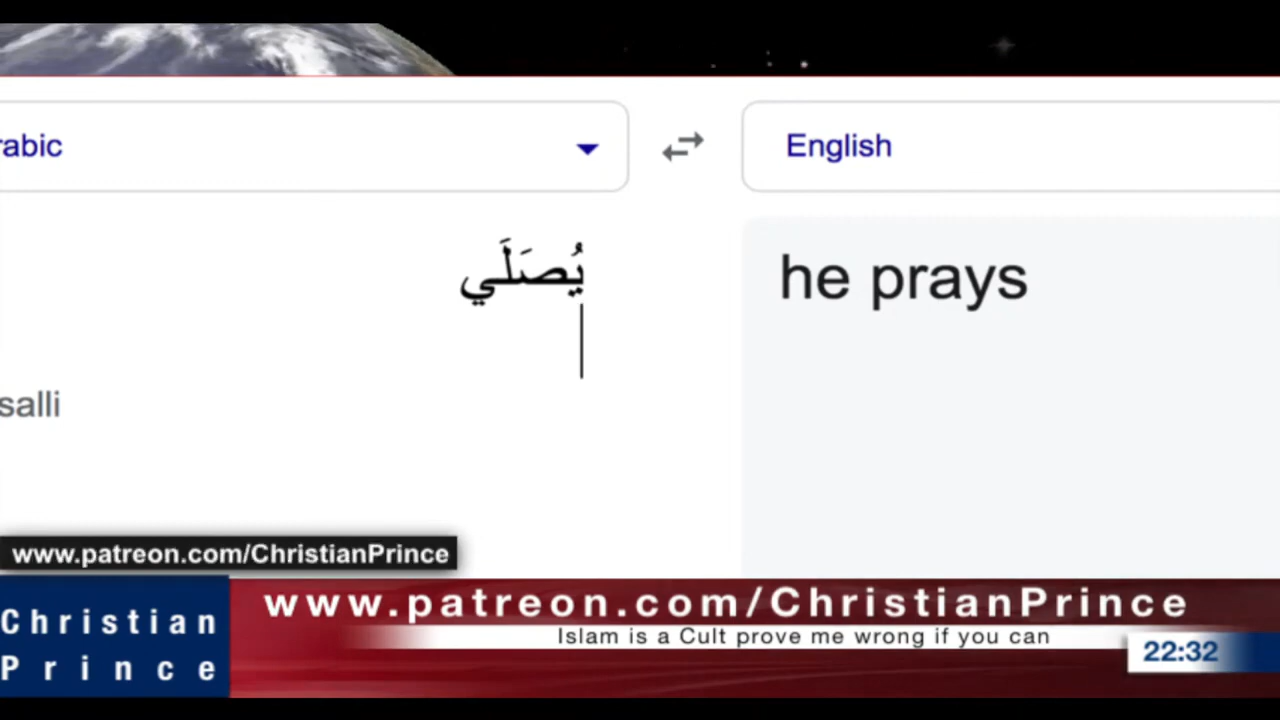 rabic
English
يُصَلَي
he prays
salli
www.patreon.com/ChristianPrince
www.patreon.com/ChristianPrince
Christian
Prince
Islam is a Cult prove me wrong if you can
22:32